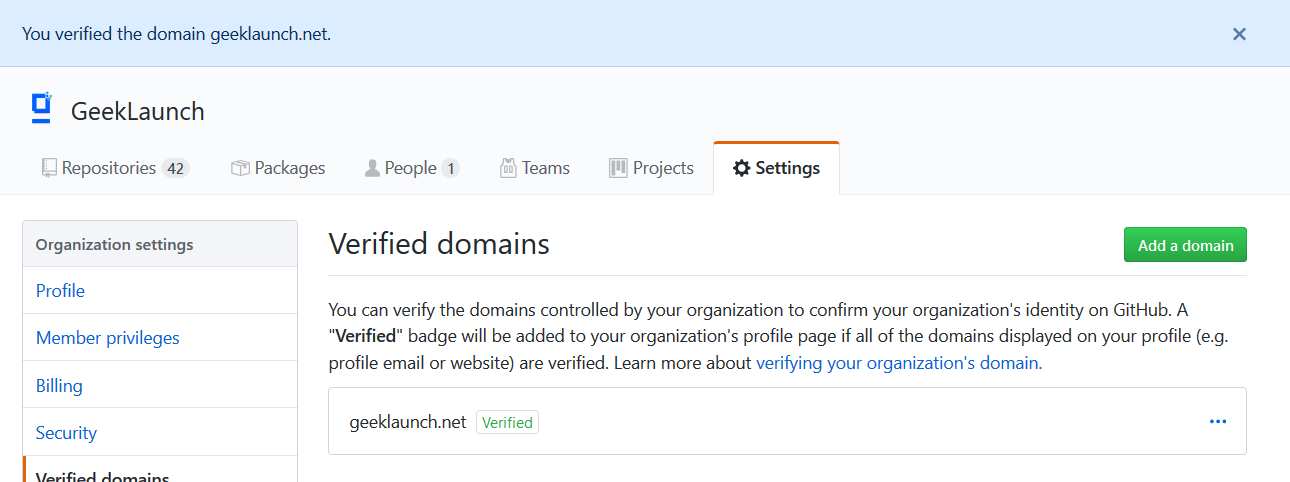 You verified the domain geeklaunch.net.
GeekLaunch
Repositories 42 Packages People 1 Teams Projects Settings
Organization settings
Profile
Member privileges
Billing
Security
Verified domains
Verified domains
Add a domain
You can verify the domains controlled by your organization to confirm your organization's identity on GitHub. A
"Verified" badge will be added to your organization's profile page if all of the domains displayed on your profile (e.g.
profile email or website) are verified. Learn more about verifying your organization's domain.
geeklaunch.net Verified